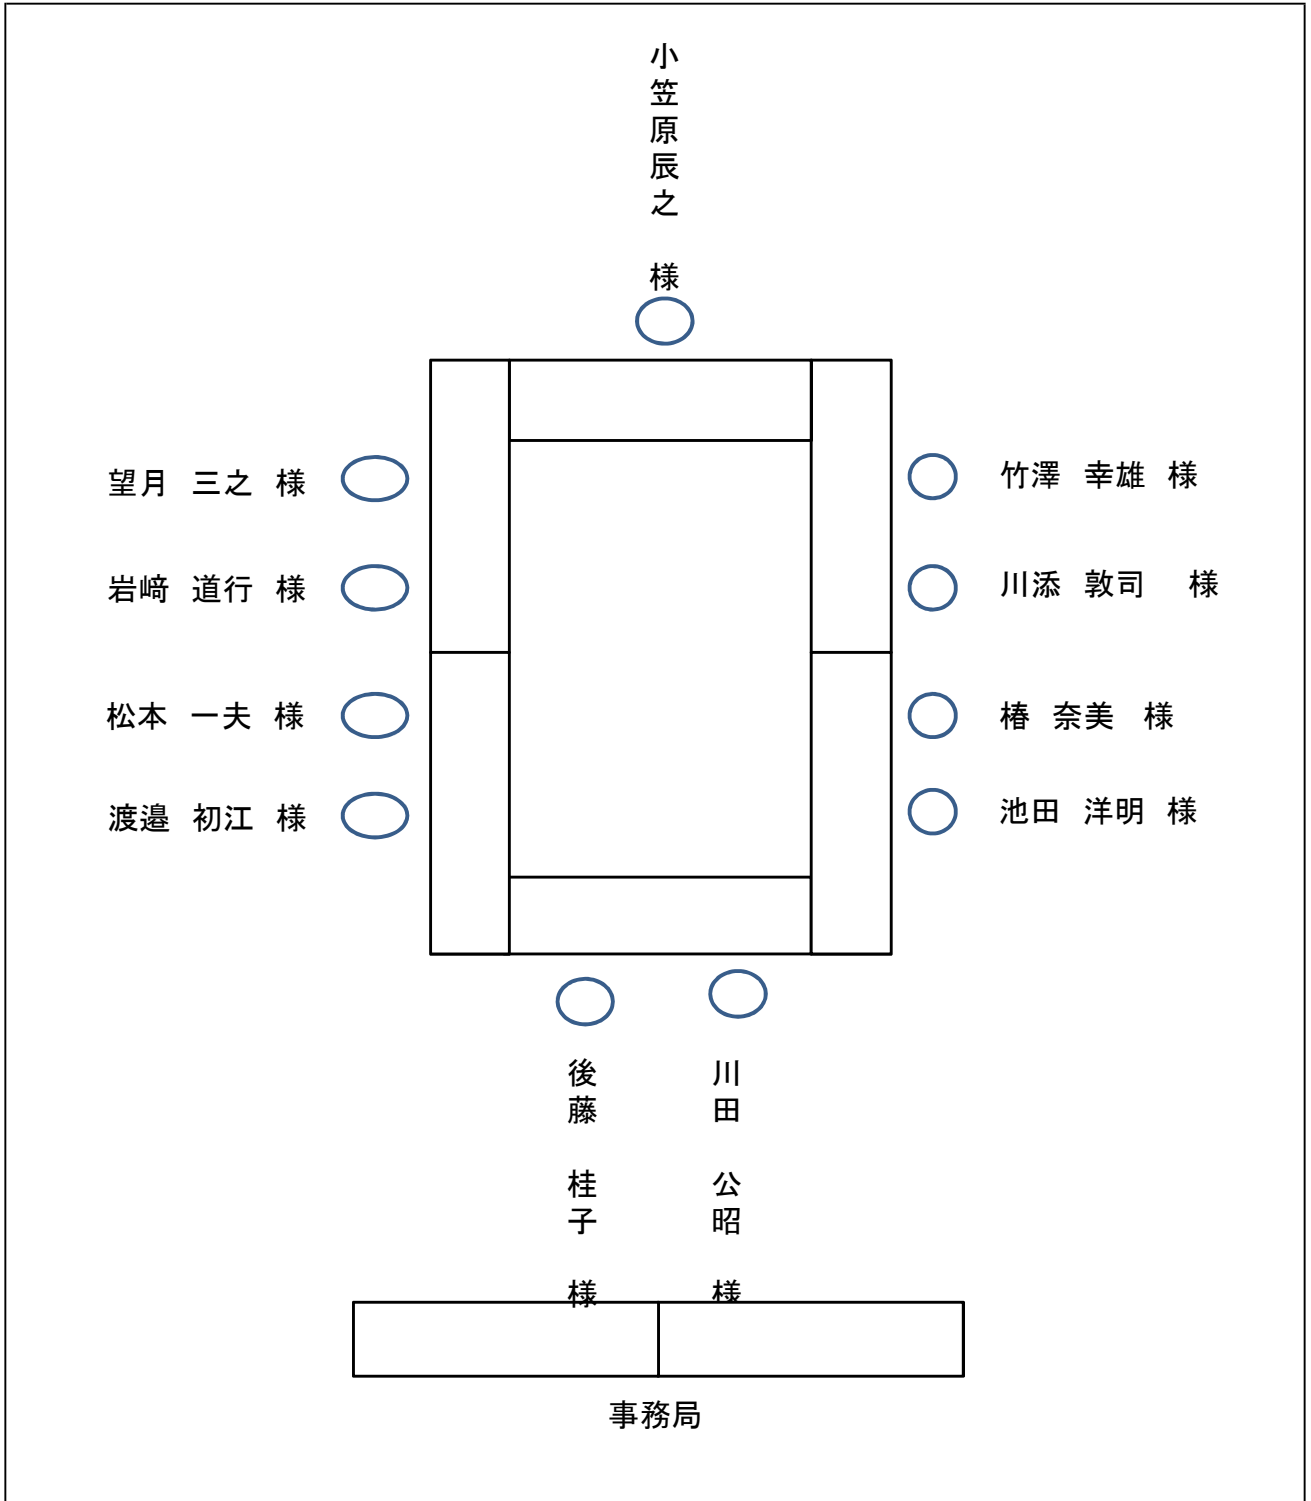 小笠原辰之　様
望月　三之　様
竹澤　幸雄　様
岩﨑　道行　様
川添　敦司　様
松本　一夫　様
椿　奈美　様
渡邉　初江　様
池田　洋明　様
後藤　桂子　様
川田　公昭　様
事務局